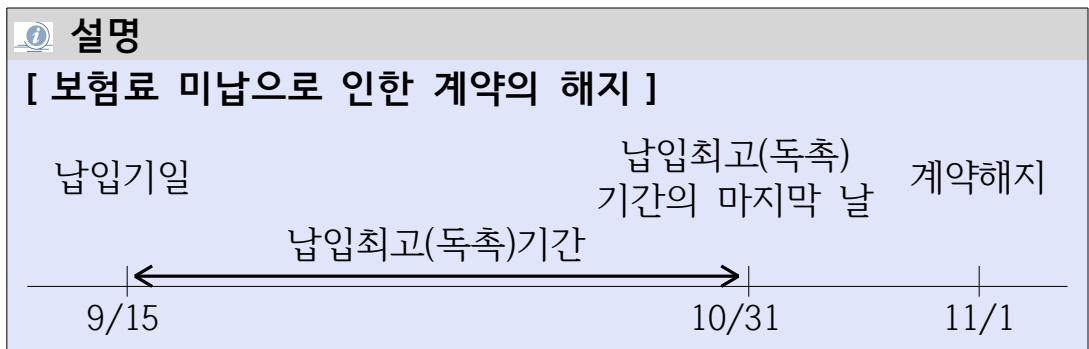 설명
[ 보험료 미납으로 인한 계약의 해지 ]
납입기일
납입최고(독촉)
기간의 마지막 날
계약해지
납입최고(독촉)기간
9/15
10/31
11/1